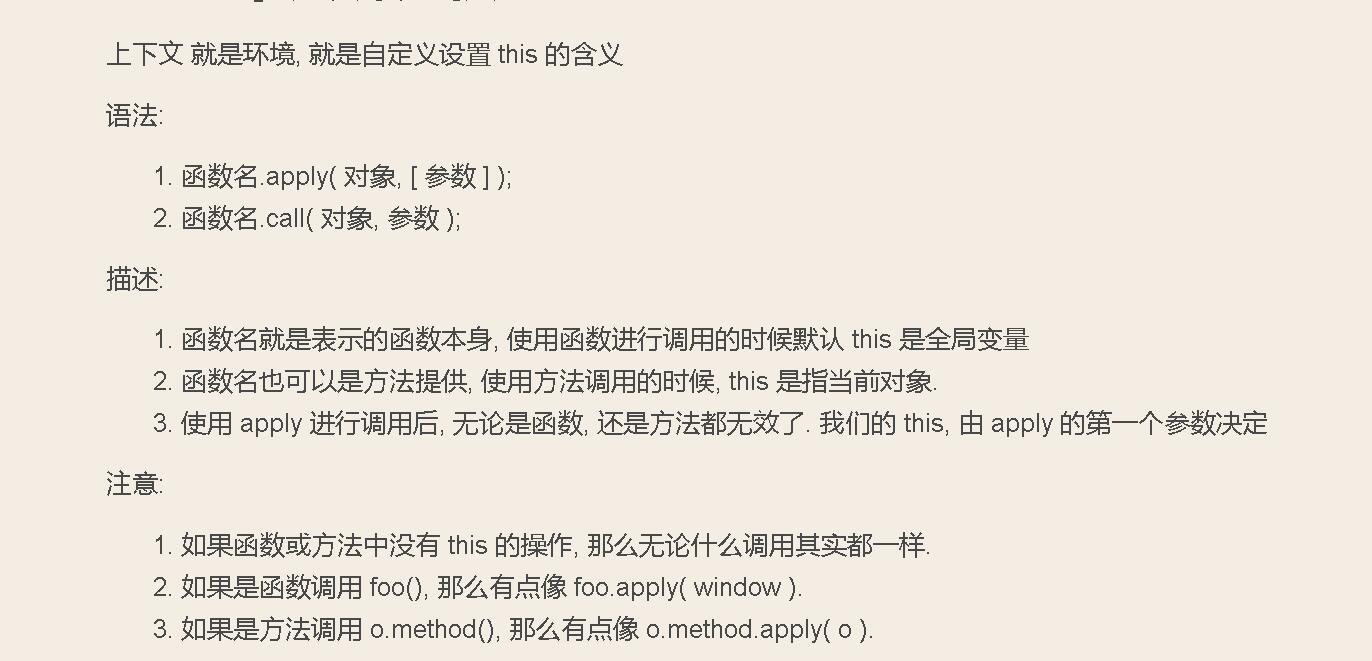 上下文 就是环境, 就是自定义设置 this 的含义
语法:
1. 函数名.apply( 对象, [ 参数 ] );
2. 函数名.call( 对象, 参数 );
描述:
1. 函数名就是表示的函数本身, 使用函数进行调用的时候默认 this 是全局变量
2. 函数名也可以是方法提供, 使用方法调用的时候, this 是指当前对象.
3. 使用 apply 进行调用后, 无论是函数, 还是方法都无效了. 我们的 this, 由 apply 的第一个参数决定
注意:
1. 如果函数或方法中没有 this 的操作, 那么无论什么调用其实都一样.
2. 如果是函数调用 foo(), 那么有点像 foo.apply( window ).
3. 如果是方法调用 o.method(), 那么有点像 o.method.apply( o ).